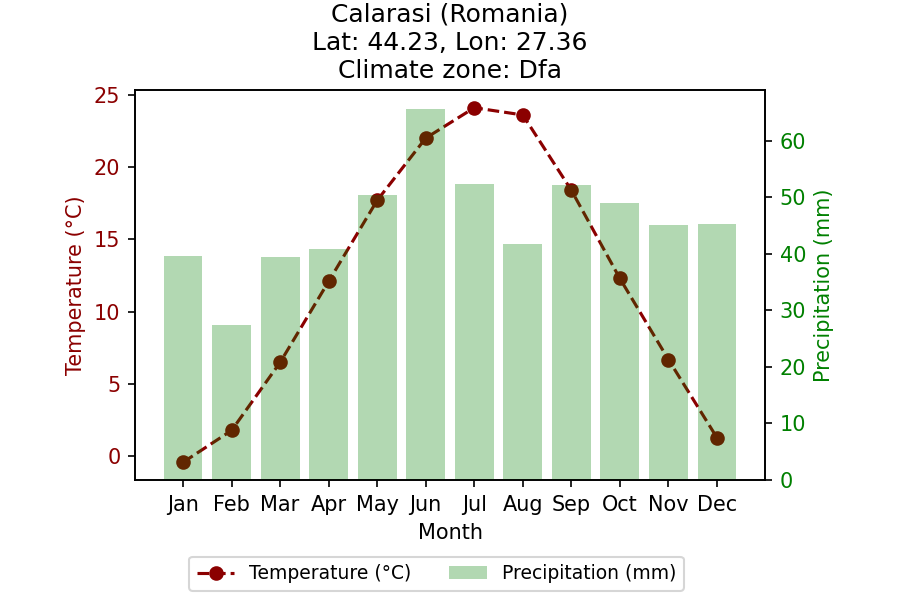 Calarasi (Romania)
Lat: 44.23, Lon: 27.36
Climate zone: Dfa
25
20
15
10
5
0
Temperature (°C)
60
50
40
30
20
10
0
Precipitation (mm)
Jan Feb Mar Apr May Jun Jul Aug Sep Oct Nov Dec
Month
Temperature (°C) Precipitation (mm)